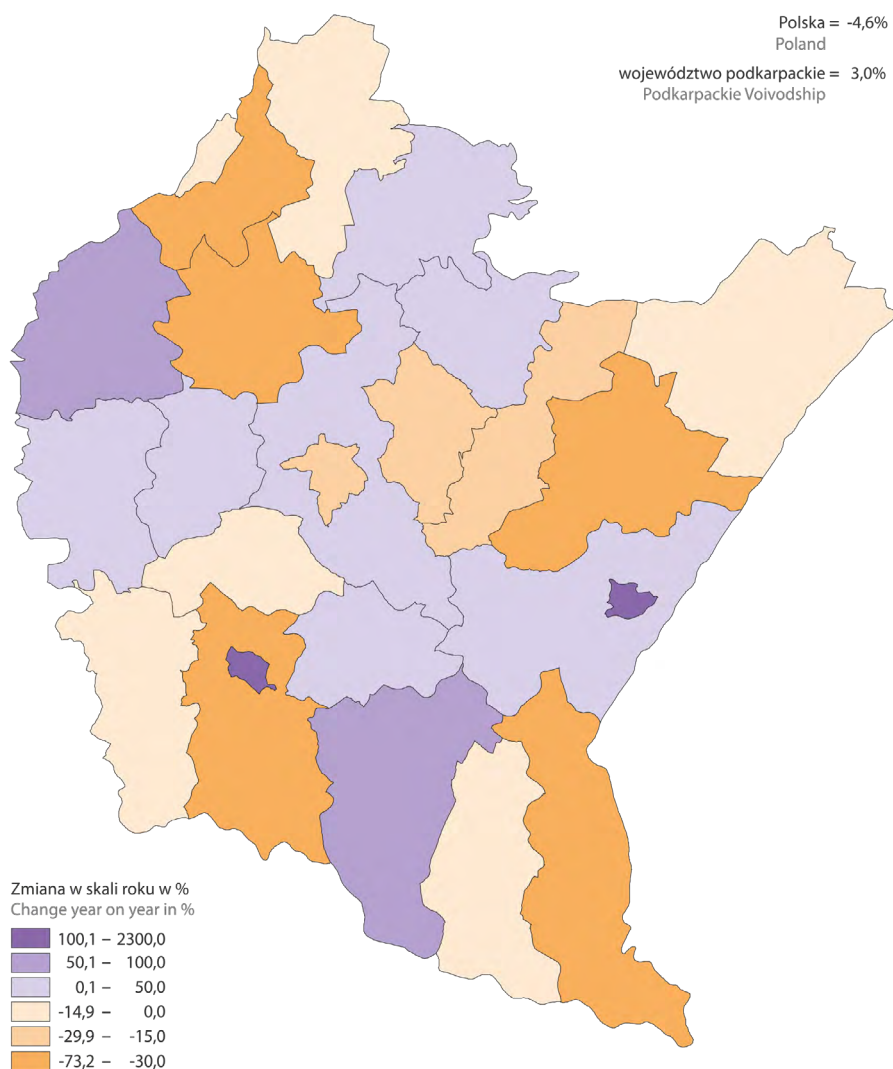 Polska = -4,6%
Poland
województwo podkarpackie = 3,0%
Podkarpackie Voivodship
Zmiana w skali roku w %
Change year on year in %
100,1 – 2300,0
50,1 – 100,0
0,1 – 50,0
-14,9 – 0,0
-29,9 – -15,0
-73,2 – -30,0